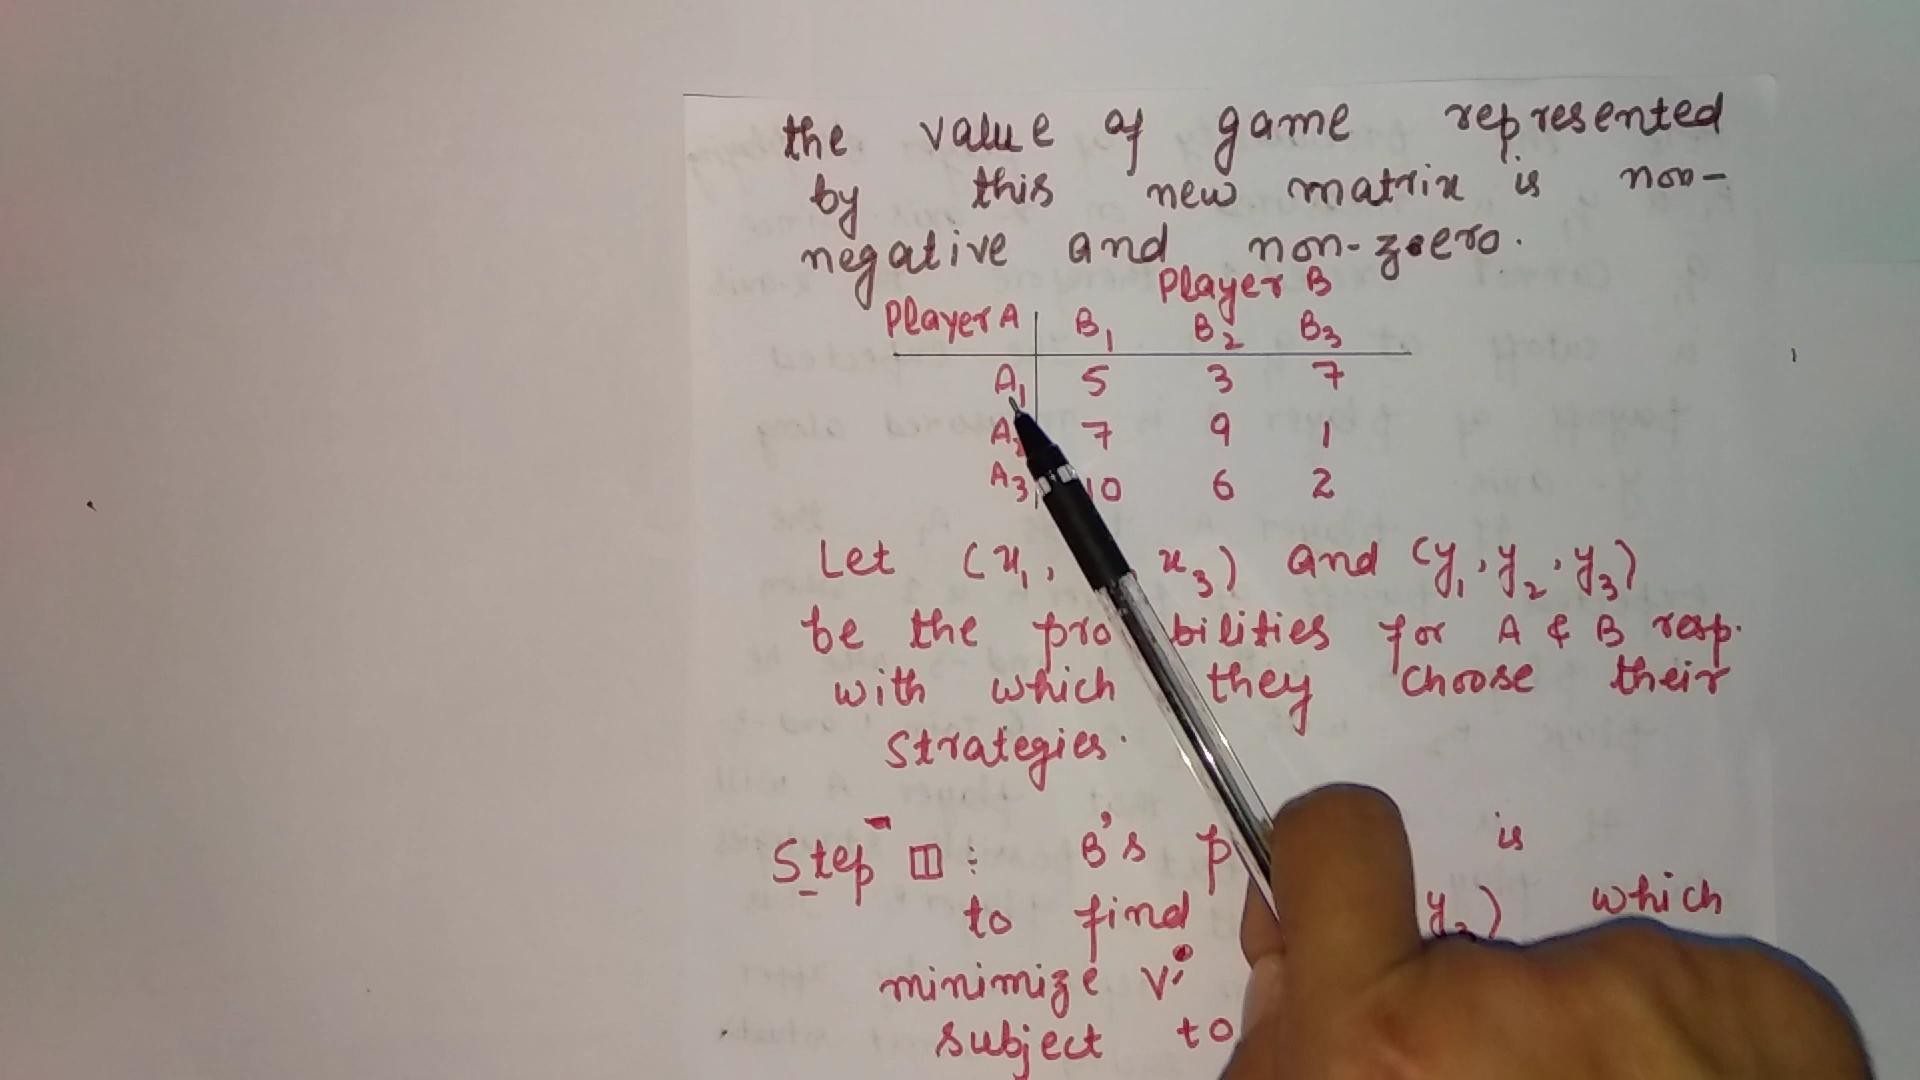 the value of game represented
by this new matrix is non-
negative and non-zero.
Player B
Player A B₁ B₂ B₃
A₁ 5 3 7
A₂ 7 9 1
A₃ 10 6 2
Let (x₁, x₃) and (y₁, y₂, y₃)
be the pro bilities for A & B resp.
with which they choose their
strategies.
Step III: B's is
to find which
minimize V
subject to